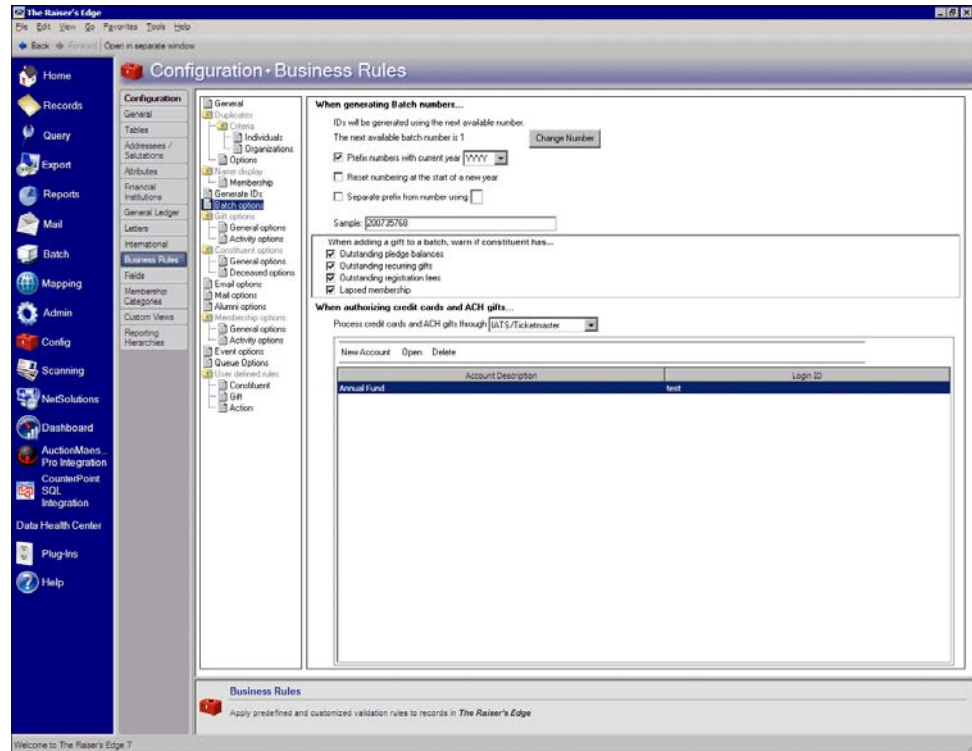 The Raiser's Edge
File Edit View Go Favorites Tools Help
Back Forward Open in separate window
Home
Records
Query
Export
Reports
Mail
Batch
Mapping
Admin
Config
Scanning
NetSolutions
Dashboard
AuctionMaes...
Pro Integration
CounterPoint
SQL
Integration
Data Health Center
Plug-Ins
Help
Configuration · Business Rules
Configuration
General
Tables
Addressees /
Salutations
Attributes
Financial
Institutions
General Ledger
Letters
International
Business Rules
Fields
Membership
Categories
Custom Views
Reporting
Hierarchies
General
Duplicates
Criteria
Individuals
Organizations
Options
Name display
Membership
Generate IDs
Batch options
Gift options
General options
Activity options
Constituent options
General options
Deceased options
Email options
Mail options
Alumni options
Membership options
General options
Activity options
Event options
Queue Options
User defined rules
Constituent
Gift
Action
When generating Batch numbers...
IDs will be generated using the next available number.
The next available batch number is 1 Change Number
Prefix numbers with current year YYYY
Reset numbering at the start of a new year
Separate prefix from number using
Sample: 200735768
When adding a gift to a batch, warn if constituent has...
Outstanding pledge balances
Outstanding recurring gifts
Outstanding registration fees
Lapsed membership
When authorizing credit cards and ACH gifts...
Process credit cards and ACH gifts through IATS/Ticketmaster
New Account Open Delete
Account Description Login ID
Annual Fund test
Business Rules
Apply predefined and customized validation rules to records in The Raiser's Edge
Welcome to The Raiser's Edge 7